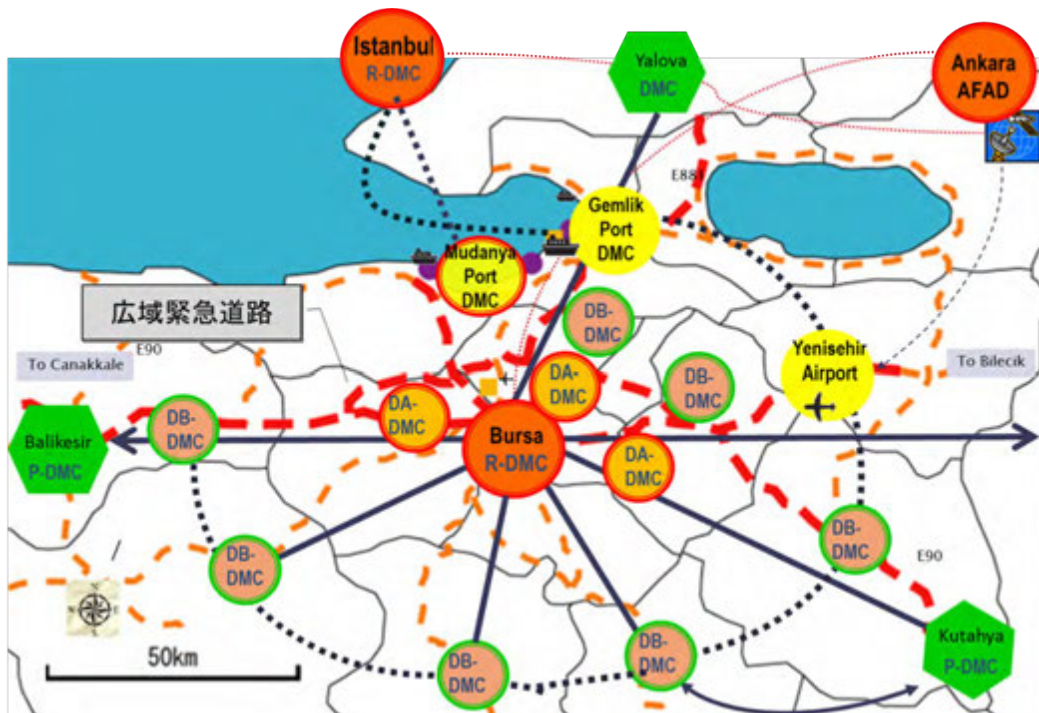 Istanbul
R-DMC
Yalova
DMC
Ankara
AFAD
E881
Gemlik
Port
DMC
Mudanya
Port
DMC
広域緊急道路
DB-
DMC
E90
To Canakkale
Yenisehir
Airport
To Bilecik
DA-
DMC
DB-
DMC
DA-
DMC
DB-
DMC
Balikesir
P-DMC
Bursa
R-DMC
DA-
DMC
DB-
DMC
E90
DB-
DMC
50km
DB-
DMC
DB-
DMC
Kutahya
P-DMC